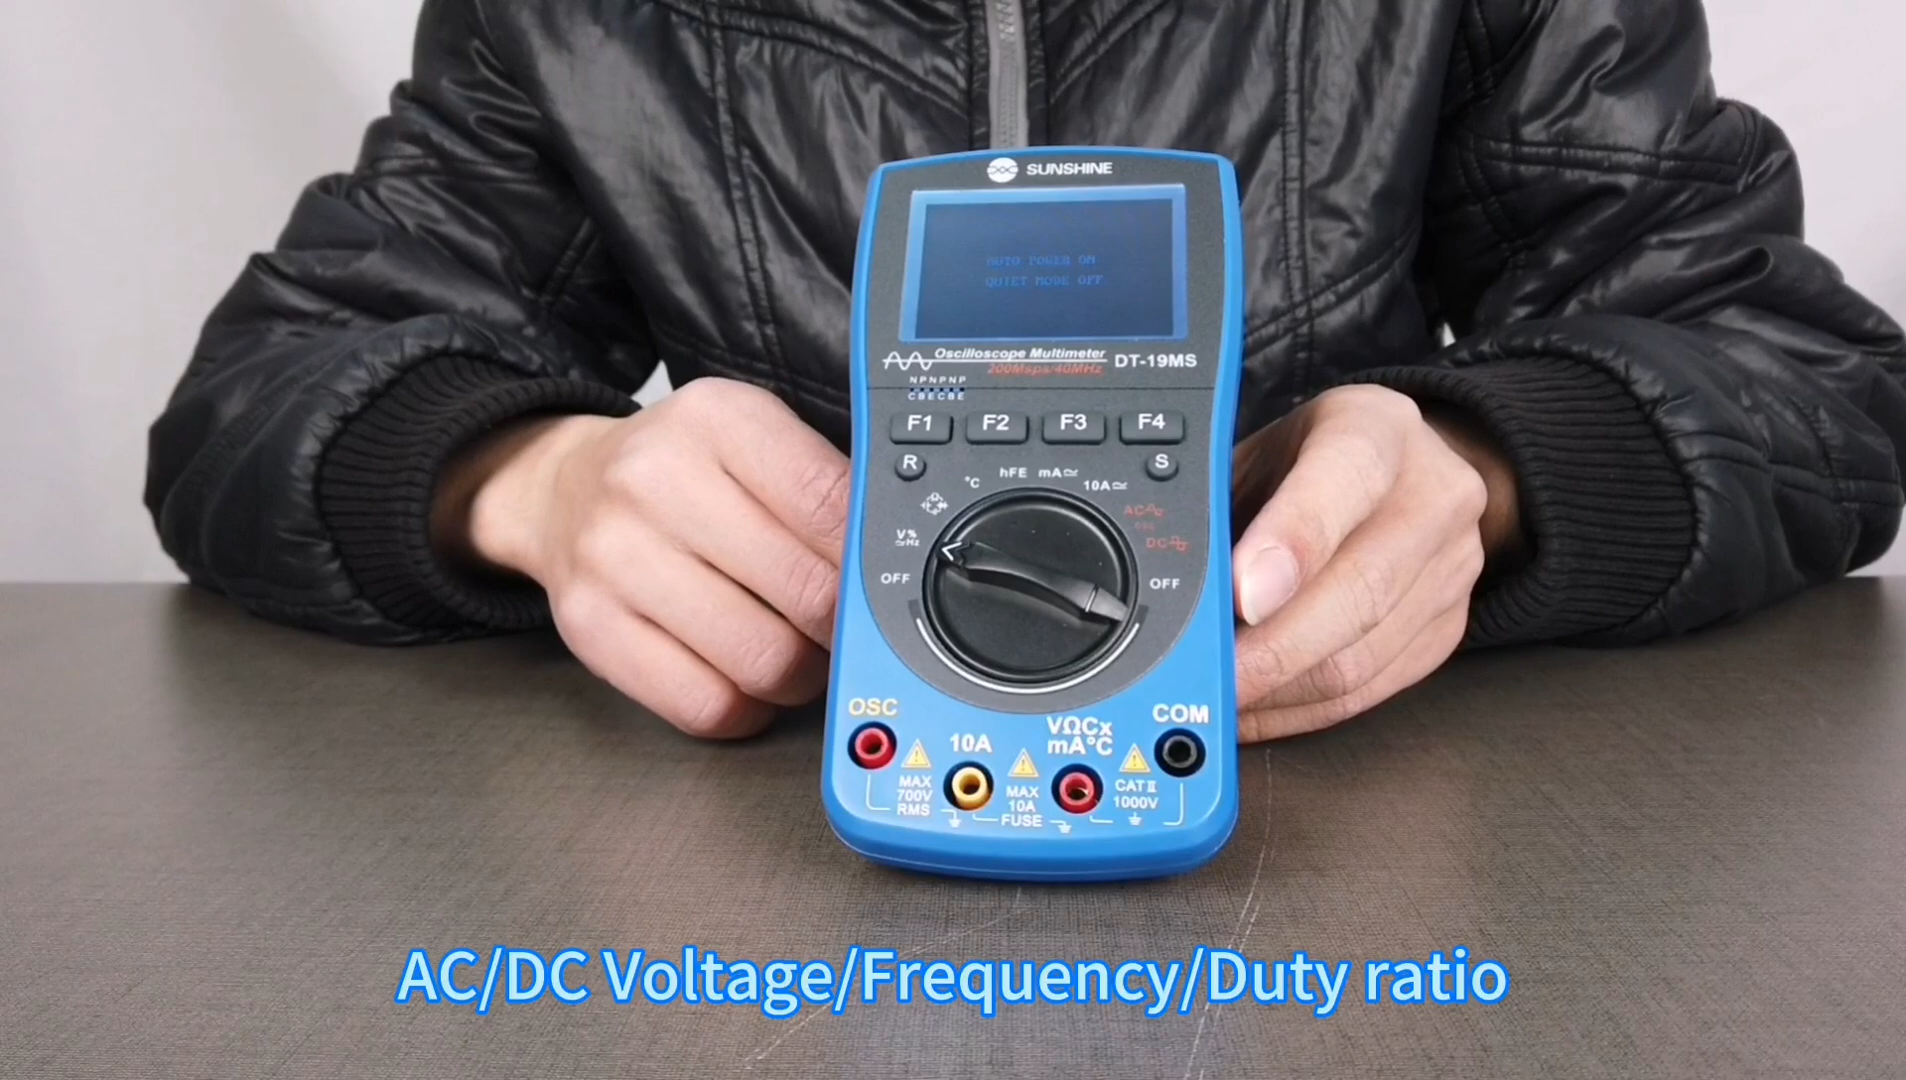 SUNSHINE
AUTO POWER ON
QUIET MODE OFF
Oscilloscope Multimeter
200Msps/40MHz
DT-19MS
NPNPNP
CBECBE
F1 F2 F3 F4
R S
°C hFE mA 10A
V% Hz
AC
DC
OFF OFF
OSC
10A
VΩCx
mA°C
COM
MAX
700V
RMS
MAX
10A
FUSE
CAT II
1000V
AC/DC Voltage/Frequency/Duty ratio